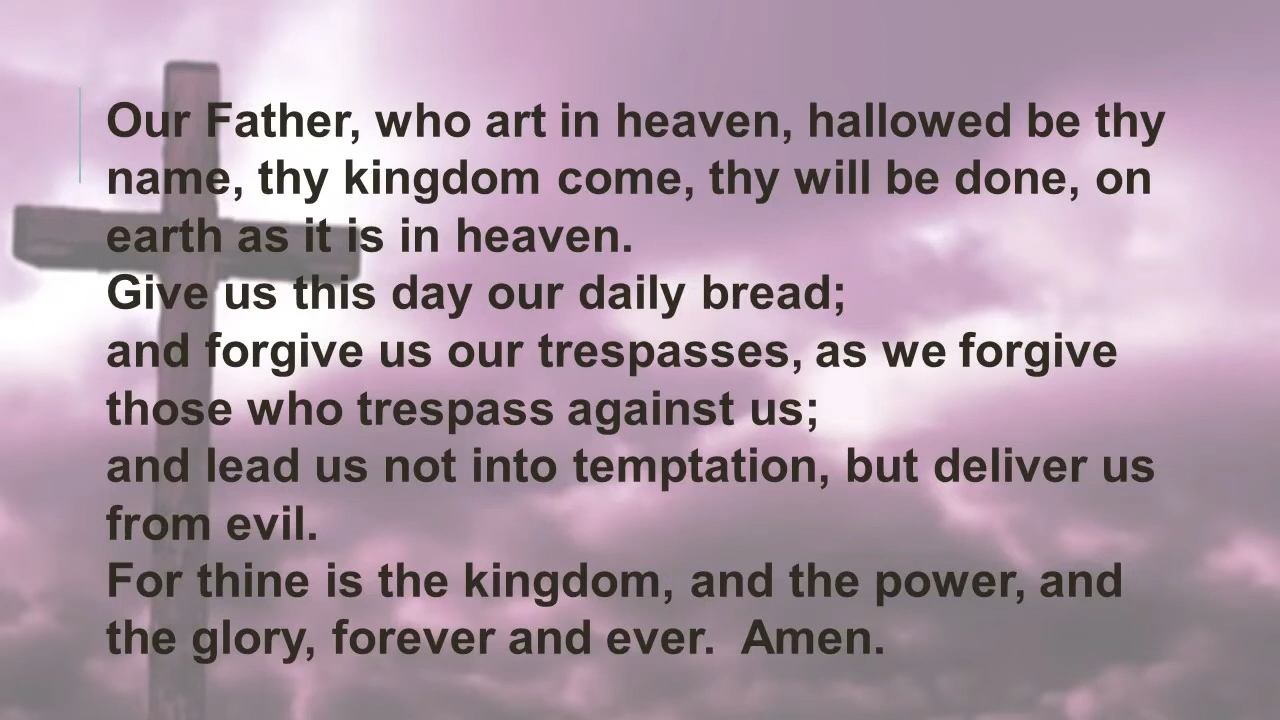 Our Father, who art in heaven, hallowed be thy
name, thy kingdom come, thy will be done, on
earth as it is in heaven.
Give us this day our daily bread;
and forgive us our trespasses, as we forgive
those who trespass against us;
and lead us not into temptation, but deliver us
from evil.
For thine is the kingdom, and the power, and
the glory, forever and ever.  Amen.